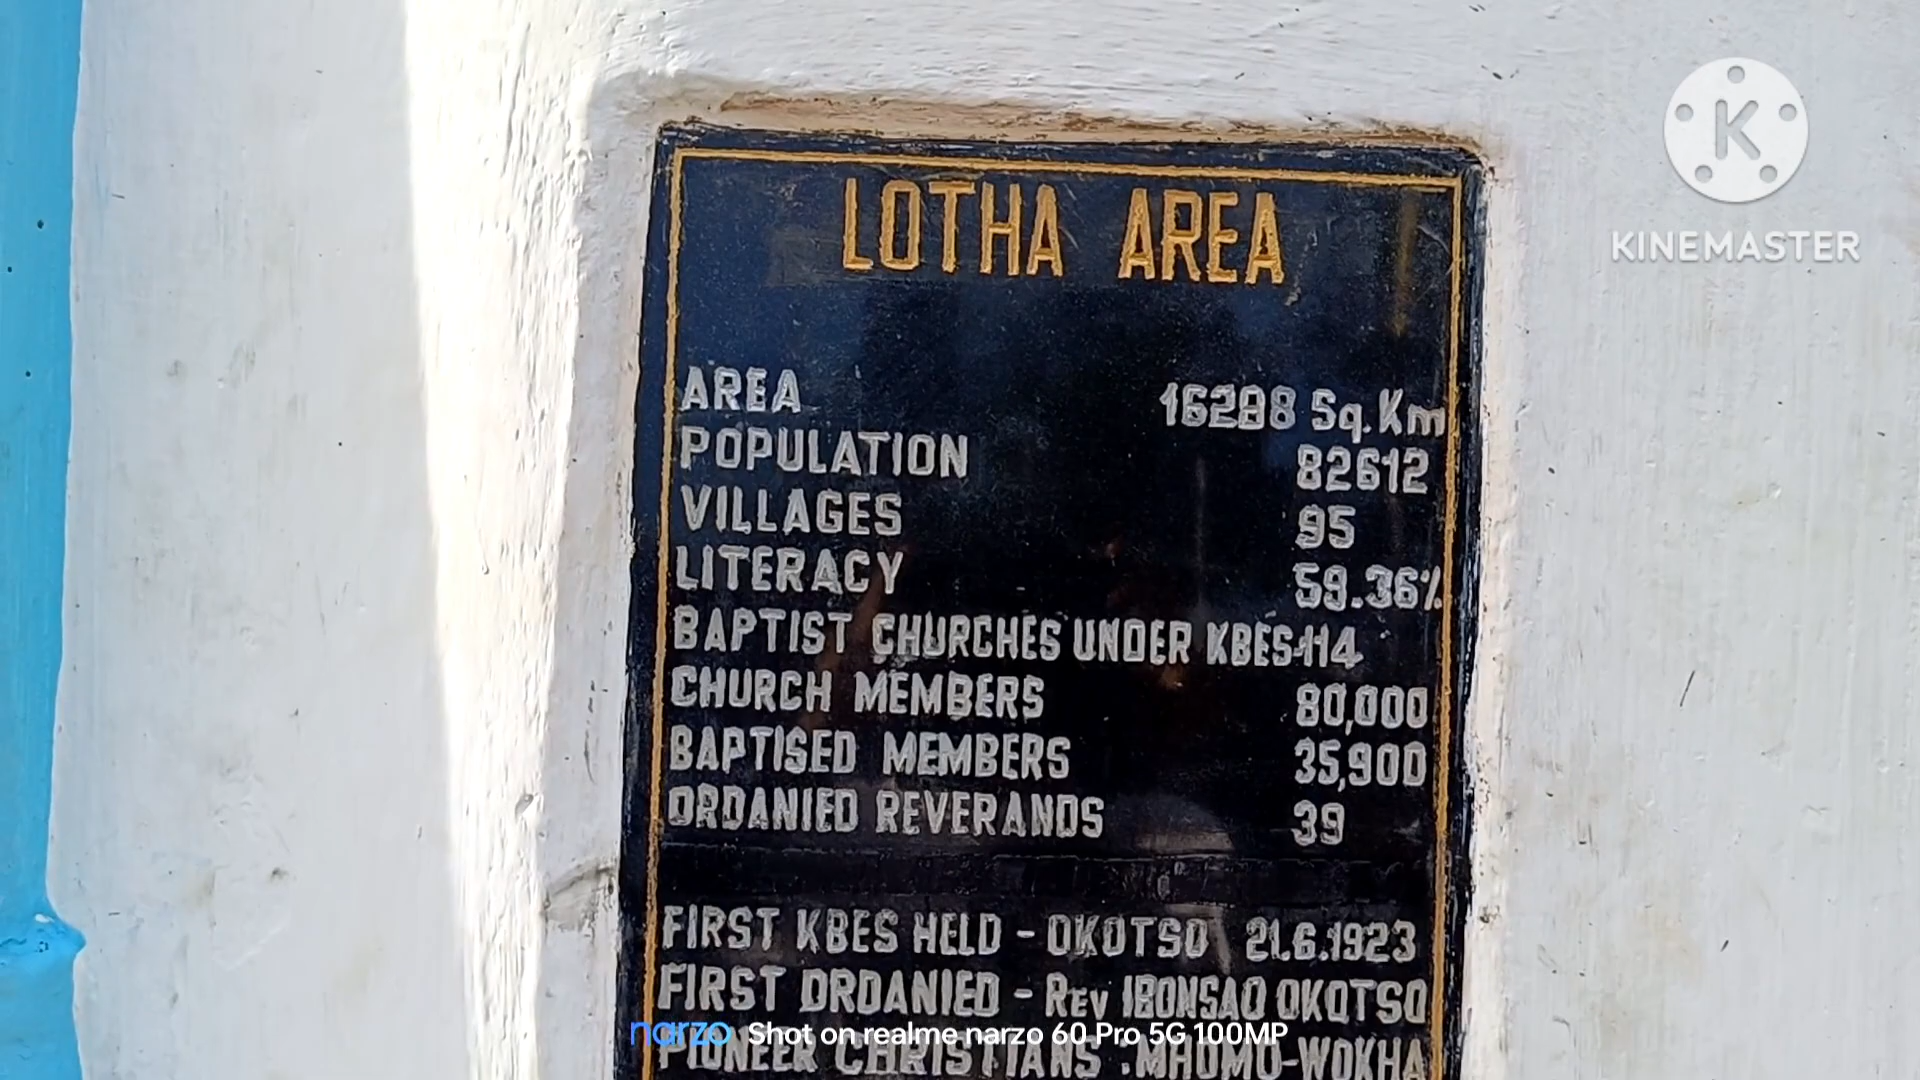 K
KINEMASTER
LOTHA AREA
AREA 16288 Sq.Km
POPULATION 82612
VILLAGES 95
LITERACY 59.36%
BAPTIST CHURCHES UNDER KBES-114
CHURCH MEMBERS 80,000
BAPTISED MEMBERS 35,900
ORDANIED REVERANDS 39
FIRST KBES HELD - OKOTSO 21.6.1923
FIRST ORDANIED - Rev IBONSAO OKOTSO
narzo Shot on realme narzo 60 Pro 5G 100MP
PIONEER CHRISTIANS : MHOMO-WOKHA